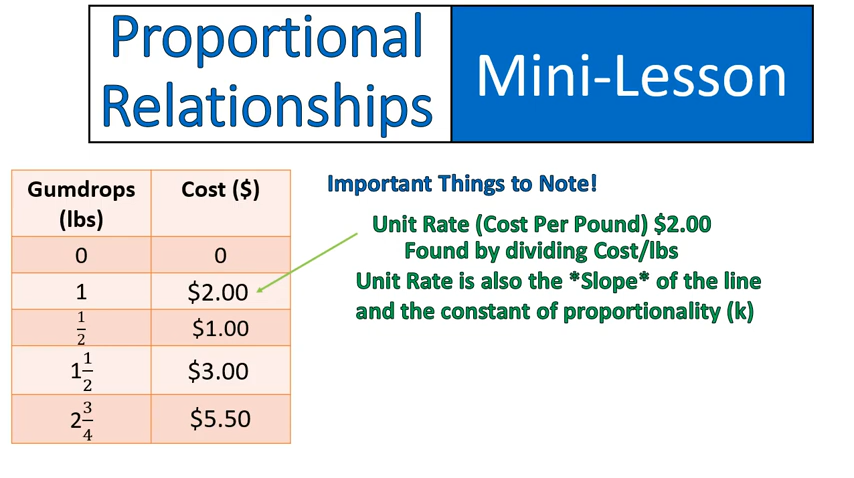 Proportional
Relationships
Mini-Lesson
Gumdrops
(lbs)
Cost ($)
0 0
1 $2.00
1/2 $1.00
1 1/2 $3.00
2 3/4 $5.50
Important Things to Note!
Unit Rate (Cost Per Pound) $2.00
Found by dividing Cost/lbs
Unit Rate is also the *Slope* of the line
and the constant of proportionality (k)